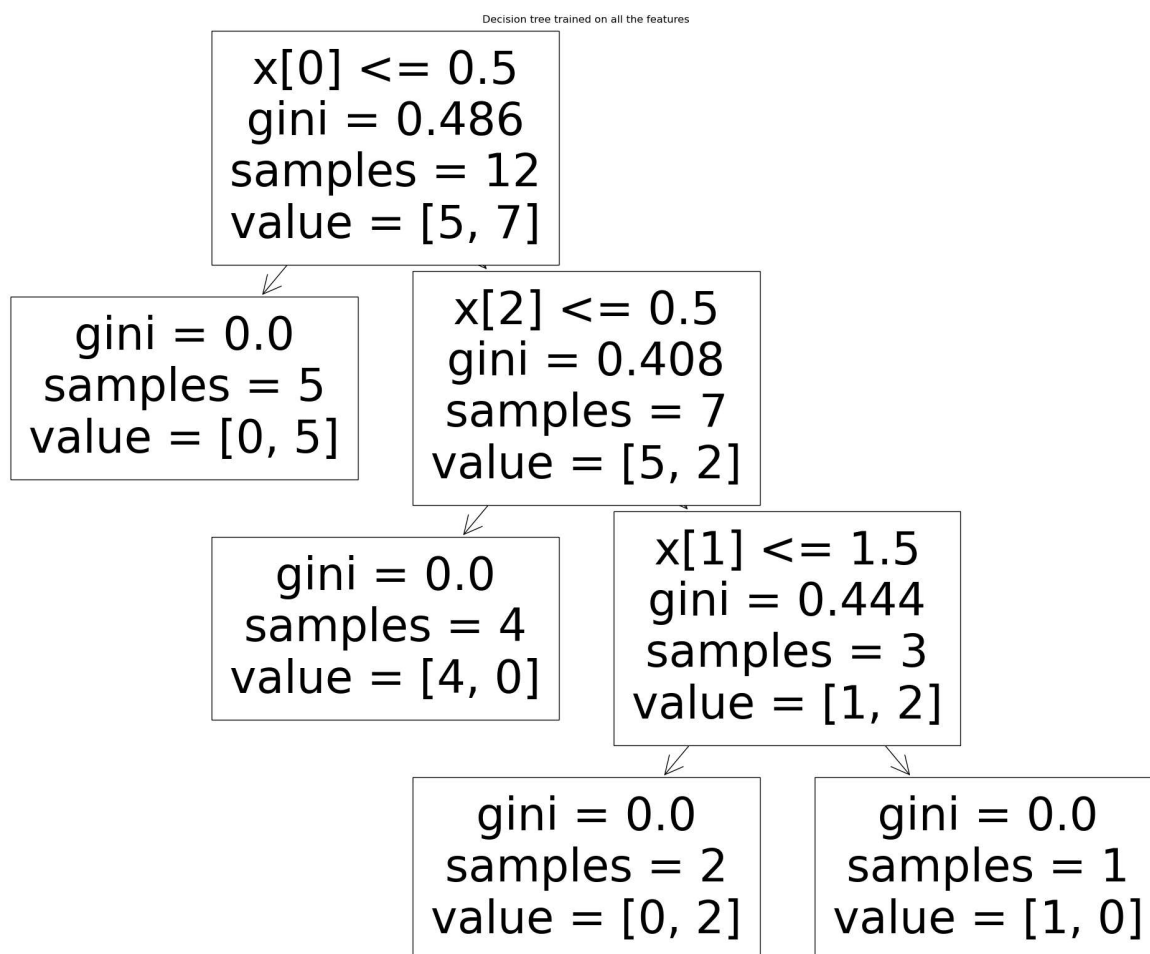 Decision tree trained on all the features
x[0] <= 0.5
gini = 0.486
samples = 12
value = [5, 7]
gini = 0.0
samples = 5
value = [0, 5]
x[2] <= 0.5
gini = 0.408
samples = 7
value = [5, 2]
gini = 0.0
samples = 4
value = [4, 0]
x[1] <= 1.5
gini = 0.444
samples = 3
value = [1, 2]
gini = 0.0
samples = 2
value = [0, 2]
gini = 0.0
samples = 1
value = [1, 0]